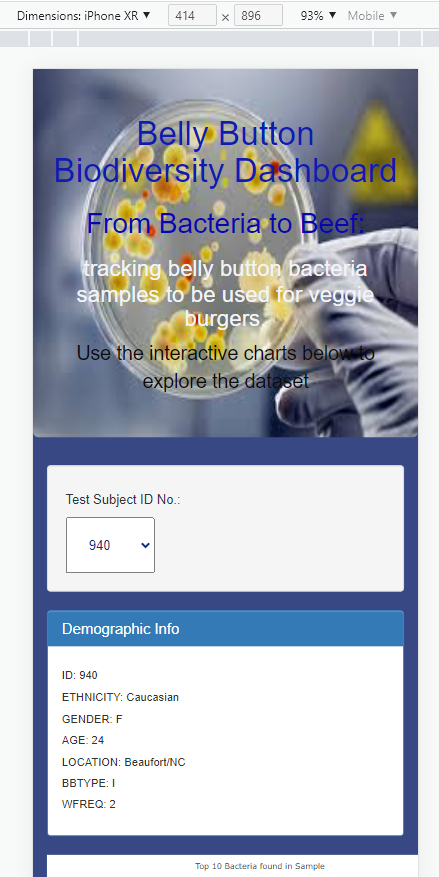 Dimensions: iPhone XR ▼ 414 × 896 93% ▼ Mobile ▼
Belly Button
Biodiversity Dashboard
From Bacteria to Beef:
tracking belly button bacteria
samples to be used for veggie
burgers
Use the interactive charts below to
explore the dataset
Test Subject ID No.:
940
Demographic Info
ID: 940
ETHNICITY: Caucasian
GENDER: F
AGE: 24
LOCATION: Beaufort/NC
BBTYPE: I
WFREQ: 2
Top 10 Bacteria found in Sample